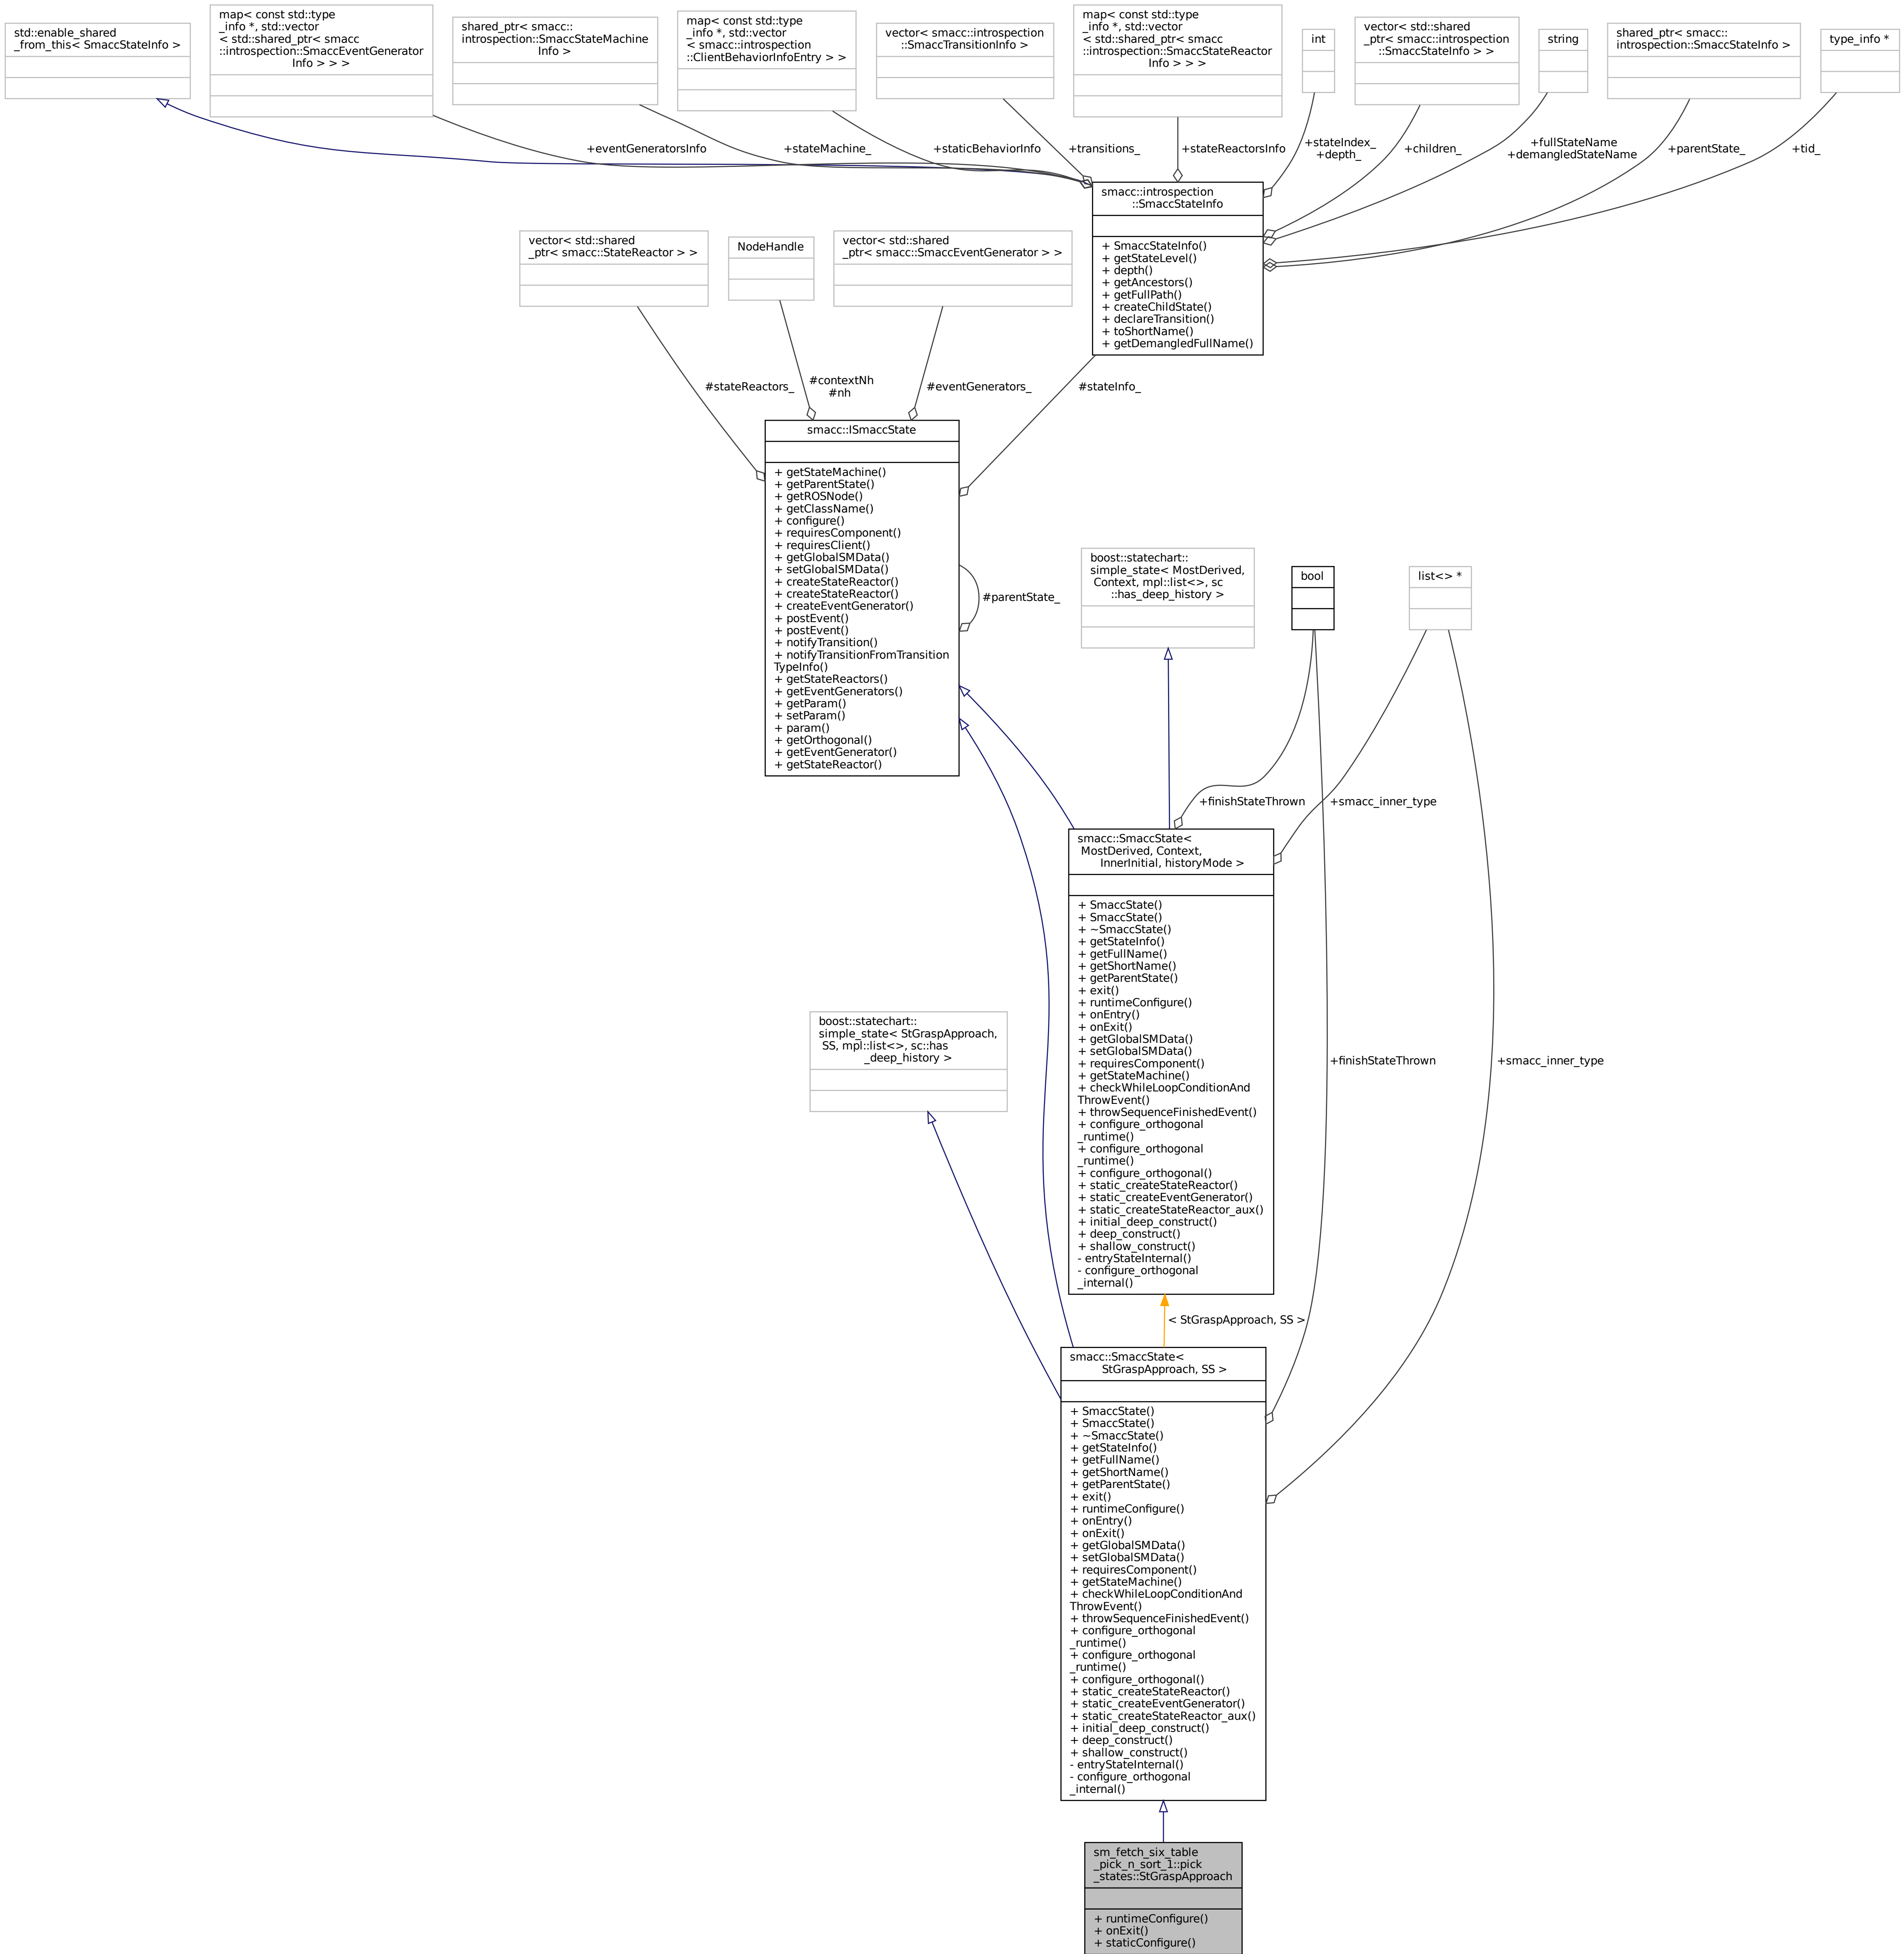 std::enable_shared
_from_this< SmaccStateInfo >
map< const std::type
_info *, std::vector
< std::shared_ptr< smacc
::introspection::SmaccEventGenerator
Info > > >
shared_ptr< smacc::
introspection::SmaccStateMachine
Info >
map< const std::type
_info *, std::vector
< smacc::introspection
::ClientBehaviorInfoEntry > >
vector< smacc::introspection
::SmaccTransitionInfo >
map< const std::type
_info *, std::vector
< std::shared_ptr< smacc
::introspection::SmaccStateReactor
Info > > >
int
vector< std::shared
_ptr< smacc::introspection
::SmaccStateInfo > >
string
shared_ptr< smacc::
introspection::SmaccStateInfo >
type_info *
+eventGeneratorsInfo
+stateMachine_
+staticBehaviorInfo
+transitions_
+stateReactorsInfo
+stateIndex_
+depth_
+children_
+fullStateName
+demangledStateName
+parentState_
+tid_
smacc::introspection
::SmaccStateInfo
+ SmaccStateInfo()
+ getStateLevel()
+ depth()
+ getAncestors()
+ getFullPath()
+ createChildState()
+ declareTransition()
+ toShortName()
+ getDemangledFullName()
vector< std::shared
_ptr< smacc::StateReactor > >
NodeHandle
vector< std::shared
_ptr< smacc::SmaccEventGenerator > >
#stateReactors_
#contextNh
#nh
#eventGenerators_
#stateInfo_
smacc::ISmaccState
+ getStateMachine()
+ getParentState()
+ getROSNode()
+ getClassName()
+ configure()
+ requiresComponent()
+ requiresClient()
+ getGlobalSMData()
+ setGlobalSMData()
+ createStateReactor()
+ createStateReactor()
+ createEventGenerator()
+ postEvent()
+ postEvent()
+ notifyTransition()
+ notifyTransitionFromTransition
TypeInfo()
+ getStateReactors()
+ getEventGenerators()
+ getParam()
+ setParam()
+ param()
+ getOrthogonal()
+ getEventGenerator()
+ getStateReactor()
#parentState_
boost::statechart::
simple_state< MostDerived,
Context, mpl::list<>, sc
::has_deep_history >
bool
list<> *
+finishStateThrown
+smacc_inner_type
smacc::SmaccState<
MostDerived, Context,
InnerInitial, historyMode >
+ SmaccState()
+ SmaccState()
+ ~SmaccState()
+ getStateInfo()
+ getFullName()
+ getShortName()
+ getParentState()
+ exit()
+ runtimeConfigure()
+ onEntry()
+ onExit()
+ getGlobalSMData()
+ setGlobalSMData()
+ requiresComponent()
+ getStateMachine()
+ checkWhileLoopConditionAnd
ThrowEvent()
+ throwSequenceFinishedEvent()
+ configure_orthogonal
_runtime()
+ configure_orthogonal
_runtime()
+ configure_orthogonal()
+ static_createStateReactor()
+ static_createEventGenerator()
+ static_createStateReactor_aux()
+ initial_deep_construct()
+ deep_construct()
+ shallow_construct()
- entryStateInternal()
- configure_orthogonal
_internal()
boost::statechart::
simple_state< StGraspApproach,
SS, mpl::list<>, sc::has
_deep_history >
+finishStateThrown
+smacc_inner_type
< StGraspApproach, SS >
smacc::SmaccState<
StGraspApproach, SS >
+ SmaccState()
+ SmaccState()
+ ~SmaccState()
+ getStateInfo()
+ getFullName()
+ getShortName()
+ getParentState()
+ exit()
+ runtimeConfigure()
+ onEntry()
+ onExit()
+ getGlobalSMData()
+ setGlobalSMData()
+ requiresComponent()
+ getStateMachine()
+ checkWhileLoopConditionAnd
ThrowEvent()
+ throwSequenceFinishedEvent()
+ configure_orthogonal
_runtime()
+ configure_orthogonal
_runtime()
+ configure_orthogonal()
+ static_createStateReactor()
+ static_createEventGenerator()
+ static_createStateReactor_aux()
+ initial_deep_construct()
+ deep_construct()
+ shallow_construct()
- entryStateInternal()
- configure_orthogonal
_internal()
sm_fetch_six_table
_pick_n_sort_1::pick
_states::StGraspApproach
+ runtimeConfigure()
+ onExit()
+ staticConfigure()